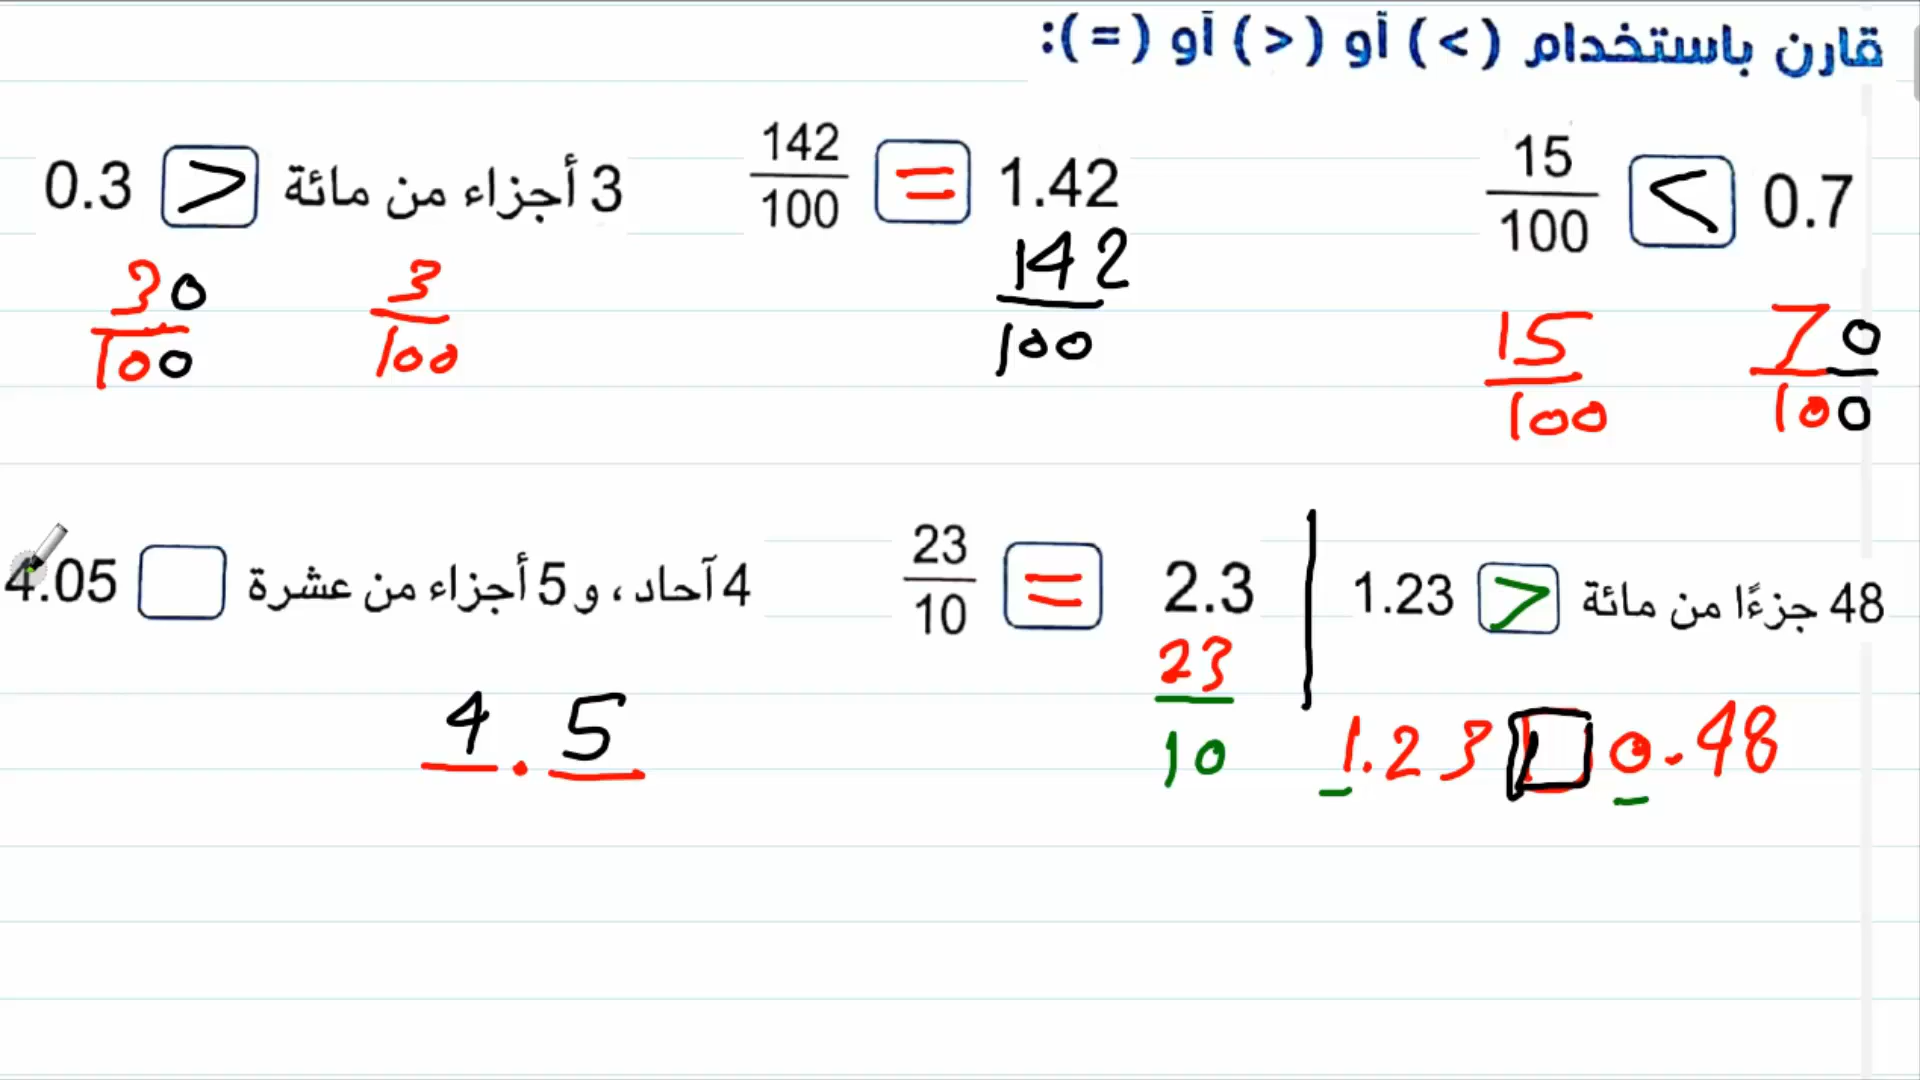 قارن باستخدام ( > ) أو ( < ) أو ( = ):
15/100 < 0.7
15/100 70/100
142/100 = 1.42
142/100
0.3 > 3 أجزاء من مائة
30/100 3/100
1.23 > 48 جزءًا من مائة
1.23 0.48
23/10 = 2.3
23/10
4.05 4 آحاد، و 5 أجزاء من عشرة
4.5